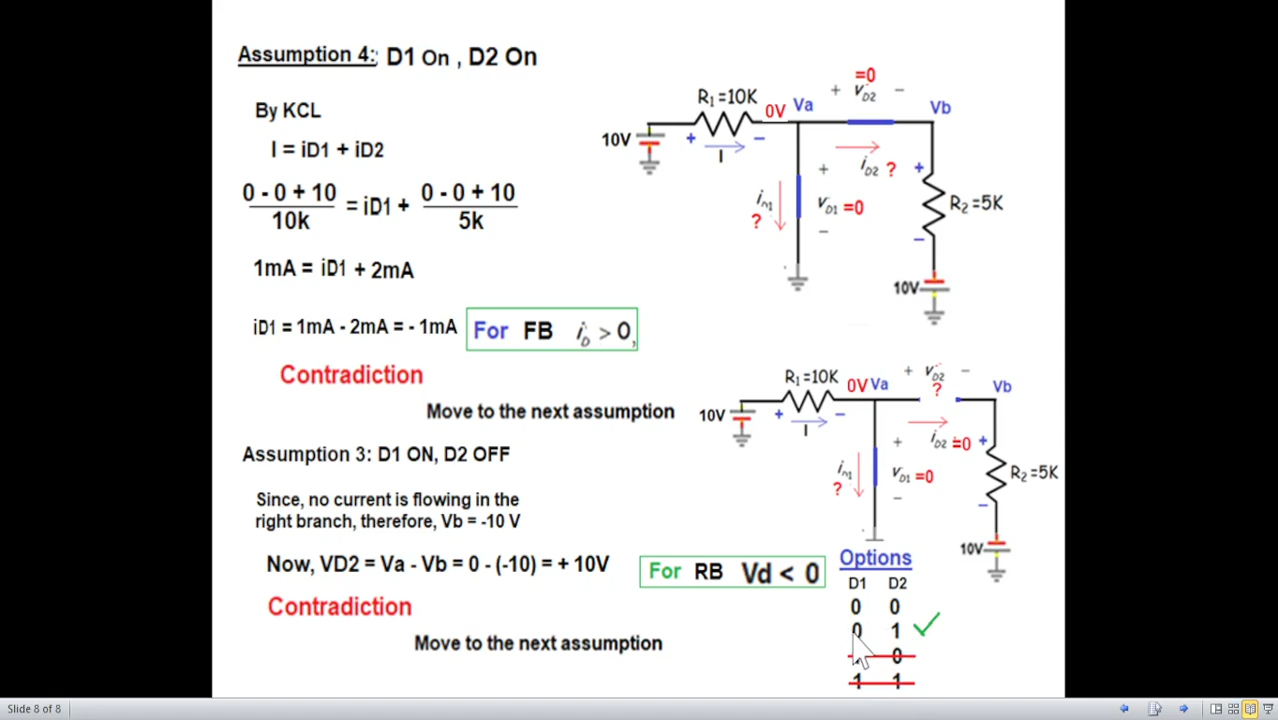 Assumption 4: D1 On , D2 On
By KCL
I = iD1 + iD2
0 - 0 + 10 / 10k = iD1 + 0 - 0 + 10 / 5k
1mA = iD1 + 2mA
iD1 = 1mA - 2mA = - 1mA
For FB iD > 0,
Contradiction
Move to the next assumption
=0
+ VD2 −
R1 =10K 0V Va Vb
10V + − I
iD2 ?
iD1 ?
+ VD1 =0 −
+ R2 =5K −
10V
Assumption 3: D1 ON, D2 OFF
Since, no current is flowing in the
right branch, therefore, Vb = -10 V
Now, VD2 = Va - Vb = 0 - (-10) = + 10V
For RB Vd < 0
Contradiction
Move to the next assumption
+ VD2 −
?
R1 =10K 0V Va Vb
10V + − I
iD2 =0
iD1 ?
+ VD1 =0 −
+ R2 =5K −
10V
Options
D1 D2
0 0
0 1 ✓
0
1 1
Slide 8 of 8